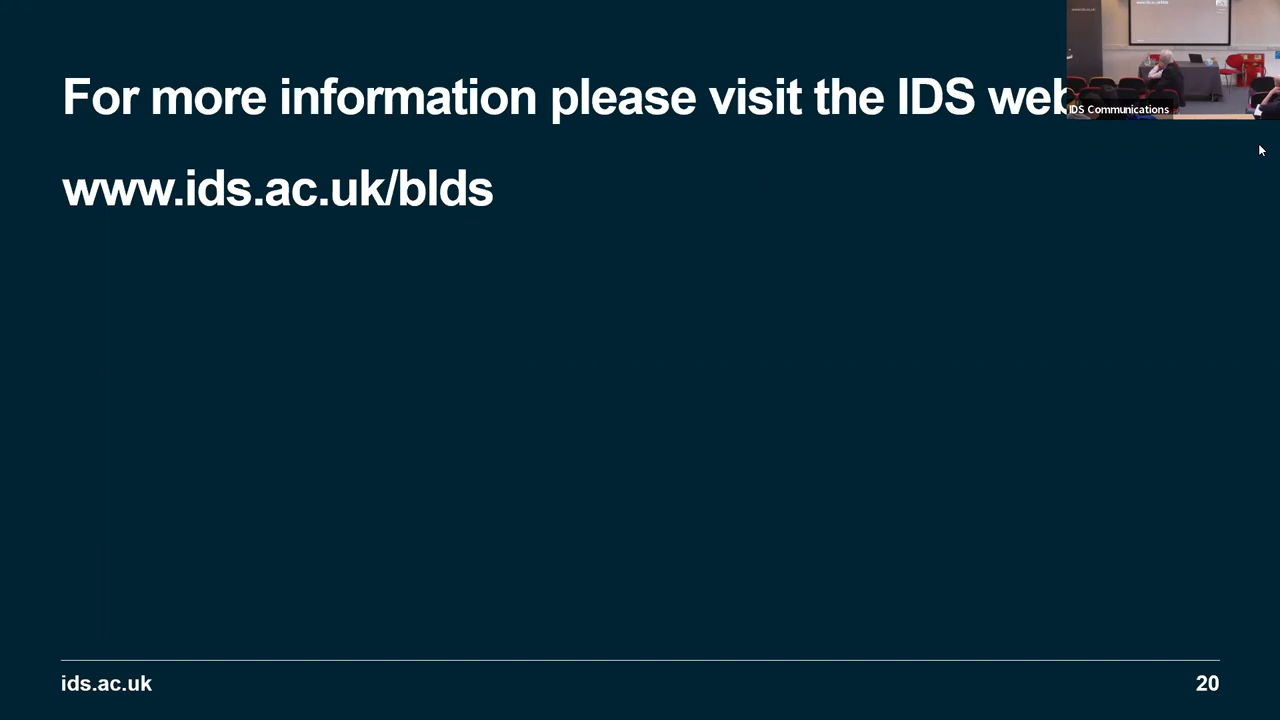 For more information please visit the IDS web
IDS Communications
www.ids.ac.uk/blds
ids.ac.uk
20